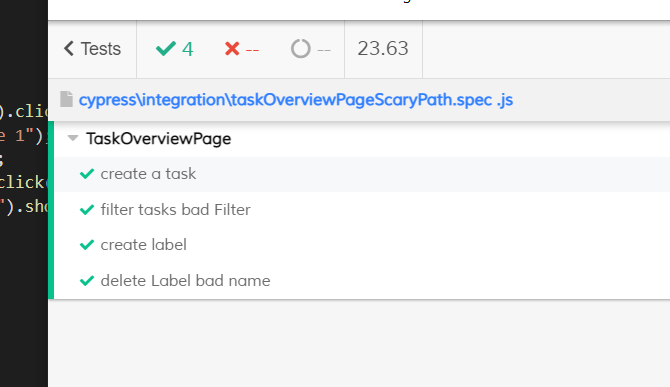 Tests 4 -- -- 23.63
cypress\integration\taskOverviewPageScaryPath.spec .js
).clic
TaskOverviewPage
e 1");
;
create a task
click(
").sho
filter tasks bad Filter
create label
delete Label bad name